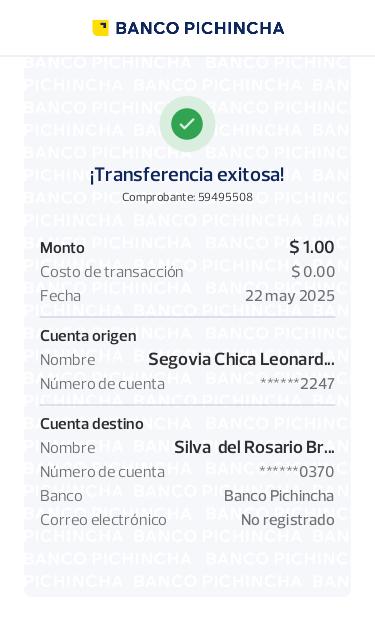 BANCO PICHINCHA
¡Transferencia exitosa!
Comprobante: 59495508
Monto $ 1.00
Costo de transacción $ 0.00
Fecha 22 may 2025
Cuenta origen
Nombre Segovia Chica Leonard...
Número de cuenta ******2247
Cuenta destino
Nombre Silva del Rosario Br...
Número de cuenta ******0370
Banco Banco Pichincha
Correo electrónico No registrado